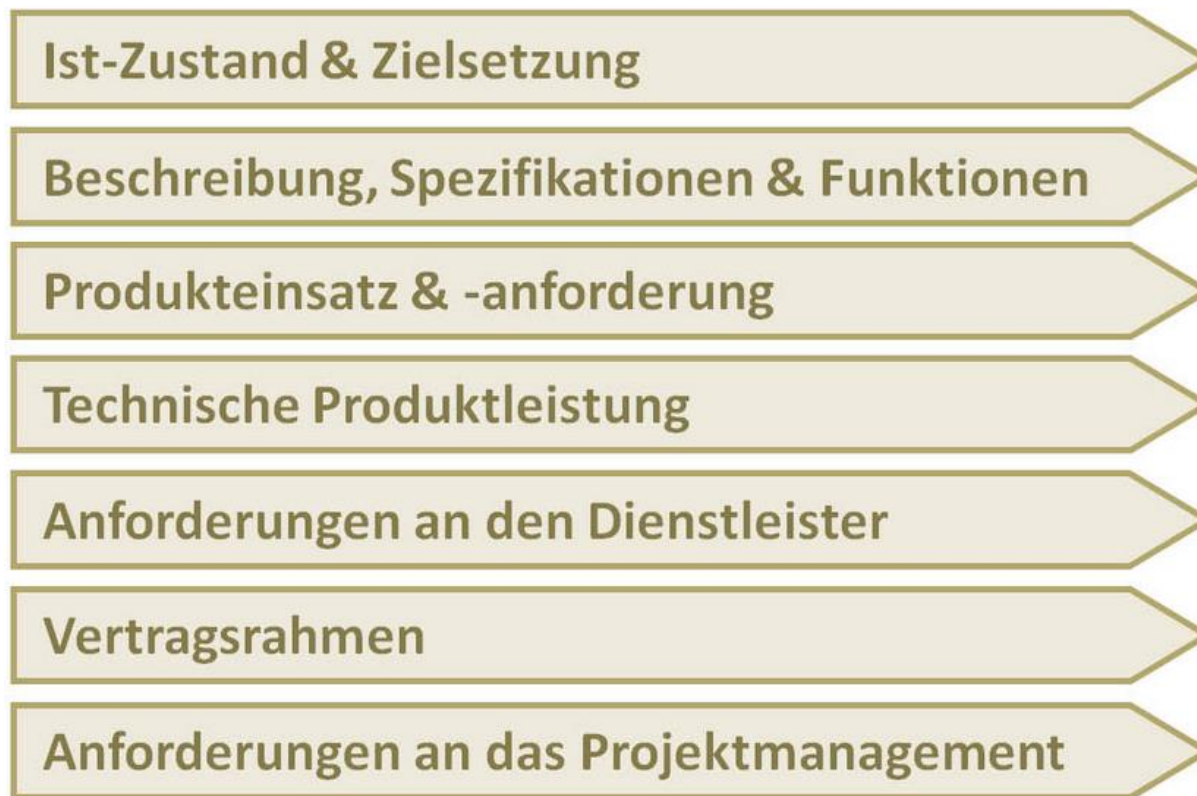 Ist-Zustand & Zielsetzung
Beschreibung, Spezifikationen & Funktionen
Produkteinsatz & -anforderung
Technische Produktleistung
Anforderungen an den Dienstleister
Vertragsrahmen
Anforderungen an das Projektmanagement